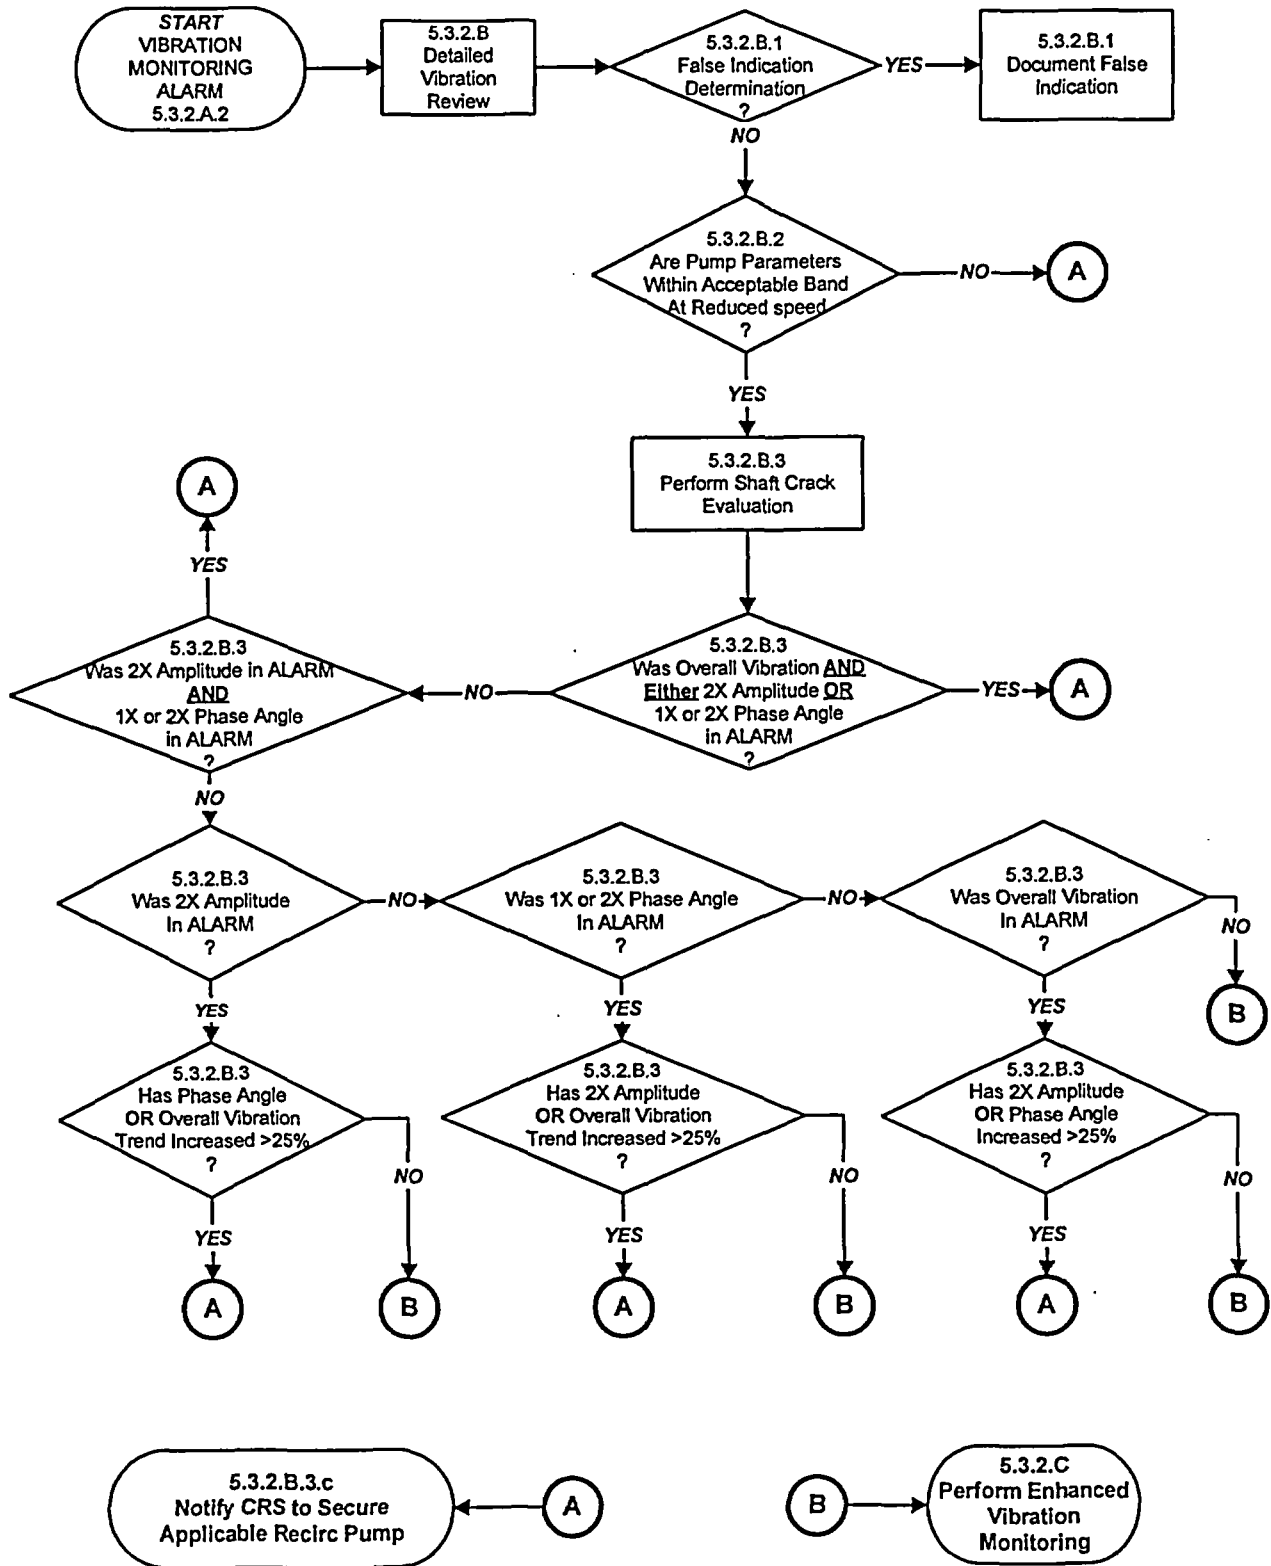 START
VIBRATION
MONITORING
ALARM
5.3.2.A.2
5.3.2.B
Detailed
Vibration
Review
5.3.2.B.1
False Indication
Determination
?
YES
5.3.2.B.1
Document False
Indication
NO
5.3.2.B.2
Are Pump Parameters
Within Acceptable Band
At Reduced speed
?
NO
A
YES
5.3.2.B.3
Perform Shaft Crack
Evaluation
A
YES
5.3.2.B.3
Was 2X Amplitude in ALARM
AND
1X or 2X Phase Angle
in ALARM
?
NO
5.3.2.B.3
Was Overall Vibration AND
Either 2X Amplitude OR
1X or 2X Phase Angle
in ALARM
?
YES
A
NO
5.3.2.B.3
Was 2X Amplitude
In ALARM
?
NO
5.3.2.B.3
Was 1X or 2X Phase Angle
In ALARM
?
NO
5.3.2.B.3
Was Overall Vibration
In ALARM
?
NO
B
YES
YES
YES
5.3.2.B.3
Has Phase Angle
OR Overall Vibration
Trend Increased >25%
?
NO
5.3.2.B.3
Has 2X Amplitude
OR Overall Vibration
Trend Increased >25%
?
NO
5.3.2.B.3
Has 2X Amplitude
OR Phase Angle
Increased >25%
?
NO
YES
YES
YES
A
B
A
B
A
B
5.3.2.B.3.c
Notify CRS to Secure
Applicable Recirc Pump
A
B
5.3.2.C
Perform Enhanced
Vibration
Monitoring